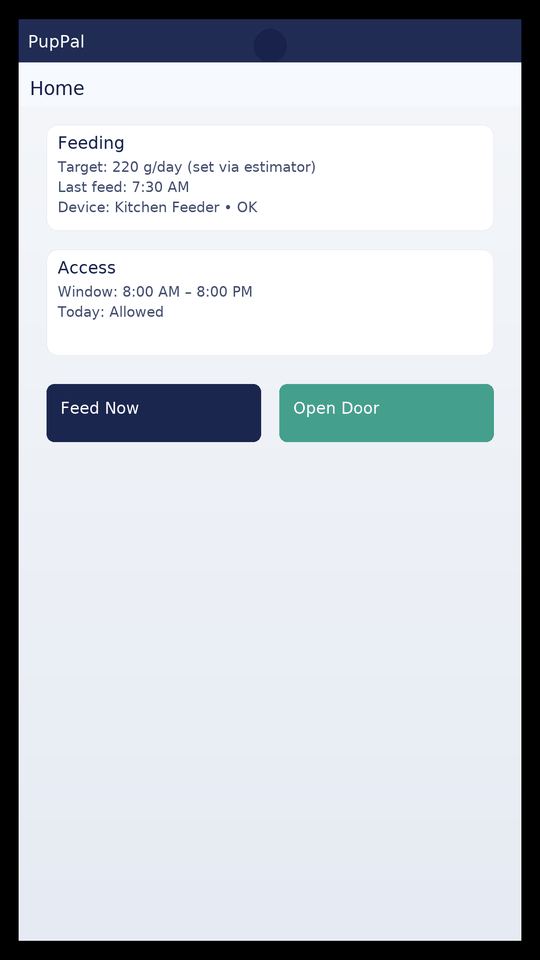 PupPal
Home
Feeding
Target: 220 g/day (set via estimator)
Last feed: 7:30 AM
Device: Kitchen Feeder • OK
Access
Window: 8:00 AM – 8:00 PM
Today: Allowed
Feed Now
Open Door